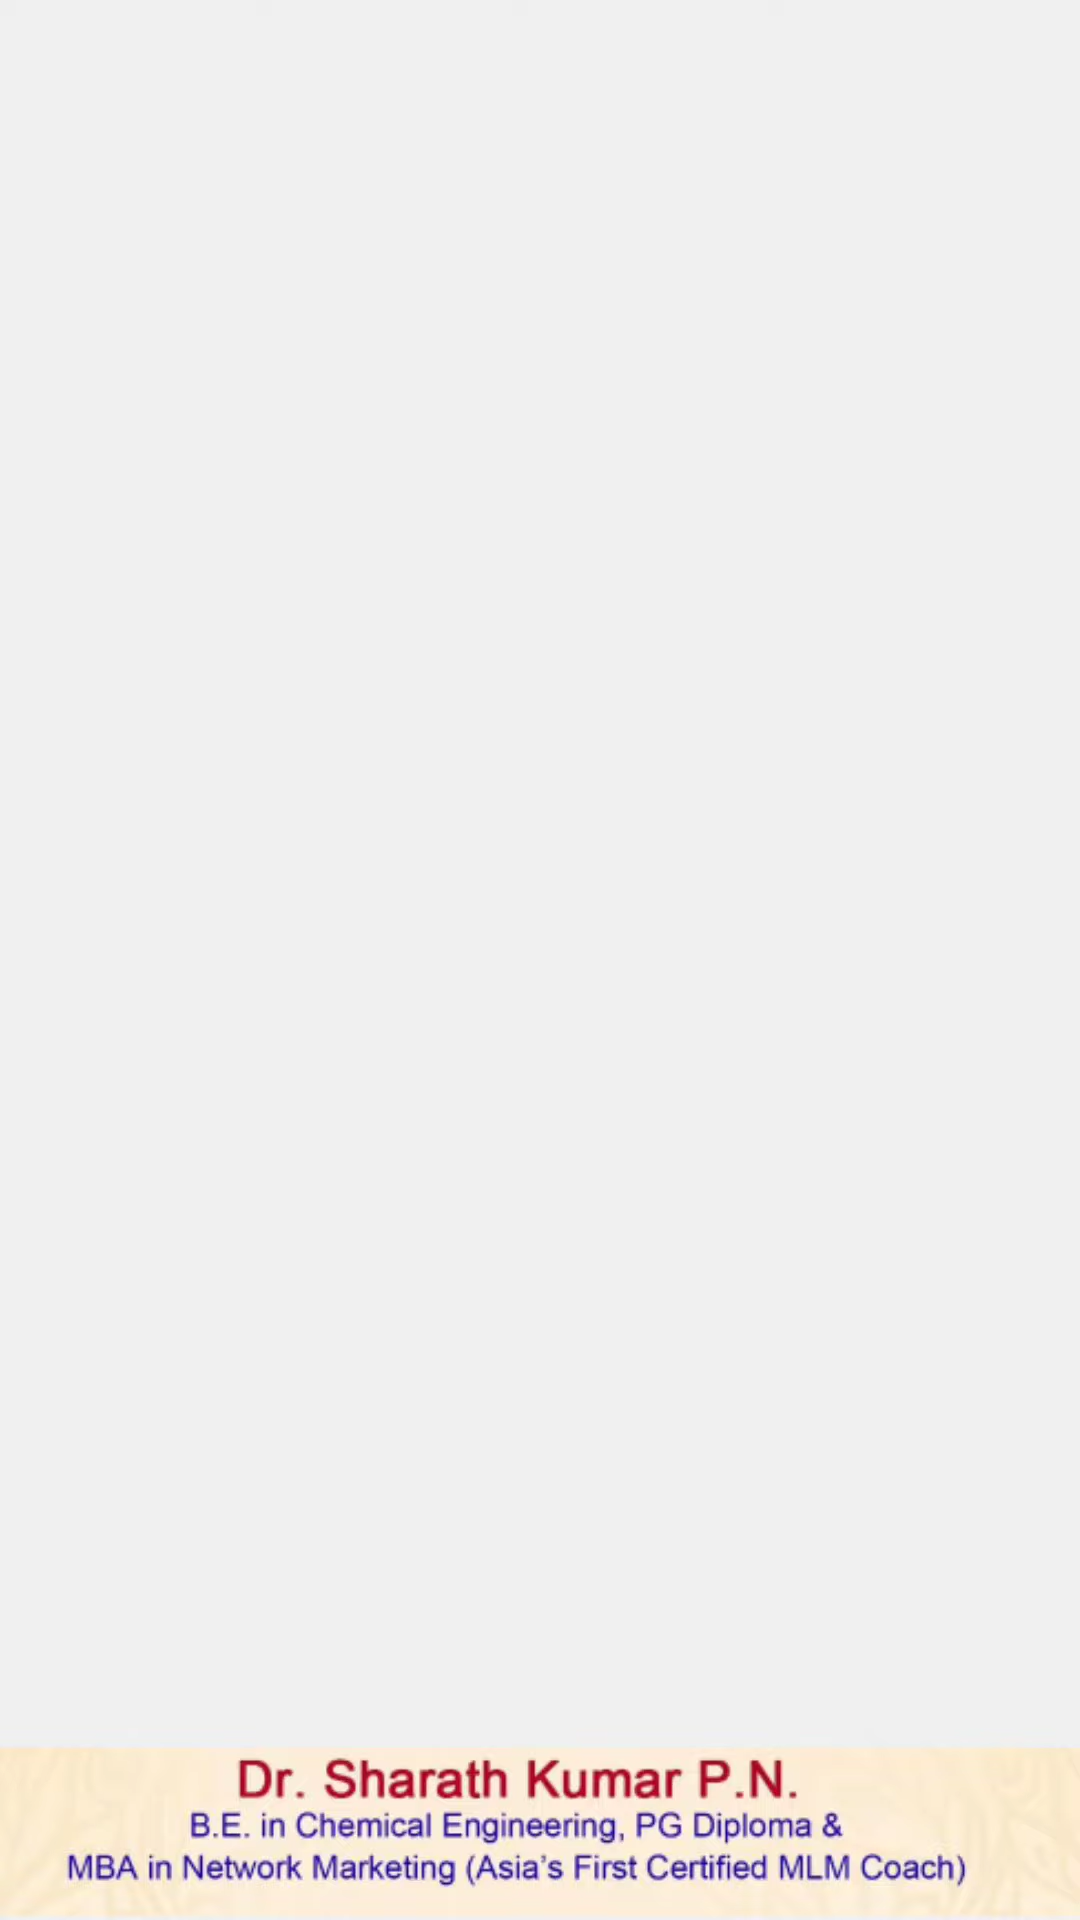 Dr. Sharath Kumar P.N.
B.E. in Chemical Engineering, PG Diploma &
MBA in Network Marketing (Asia’s First Certified MLM Coach)